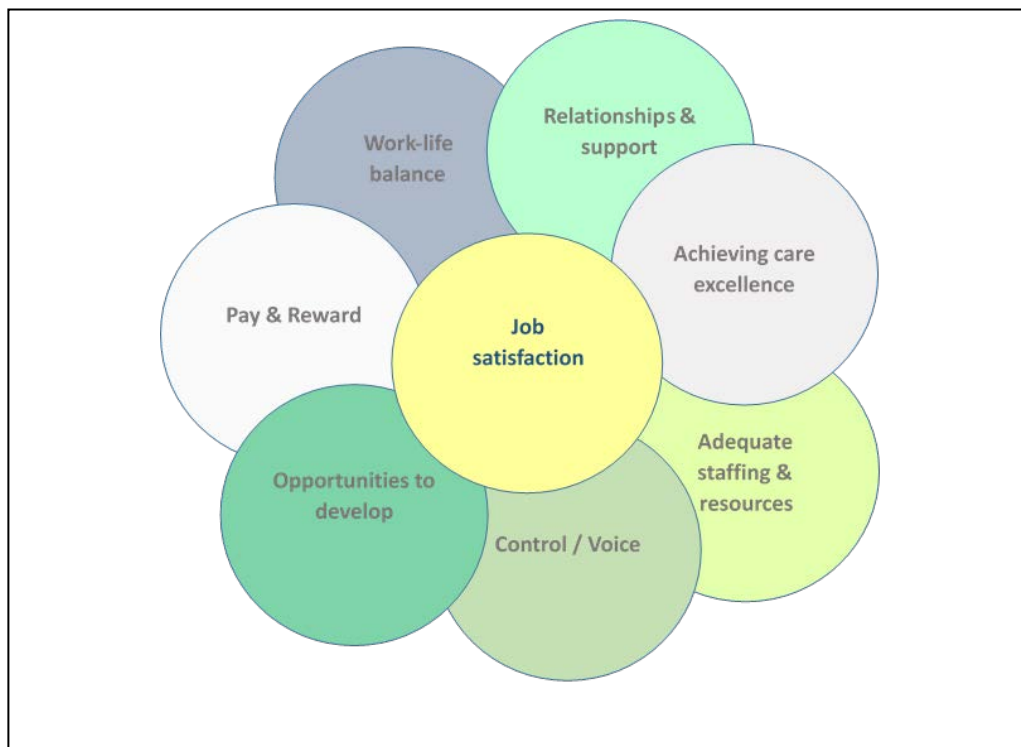 Relationships &
support
Work-life
balance
Achieving care
excellence
Pay & Reward
Job
satisfaction
Adequate
staffing &
resources
Opportunities to
develop
Control / Voice